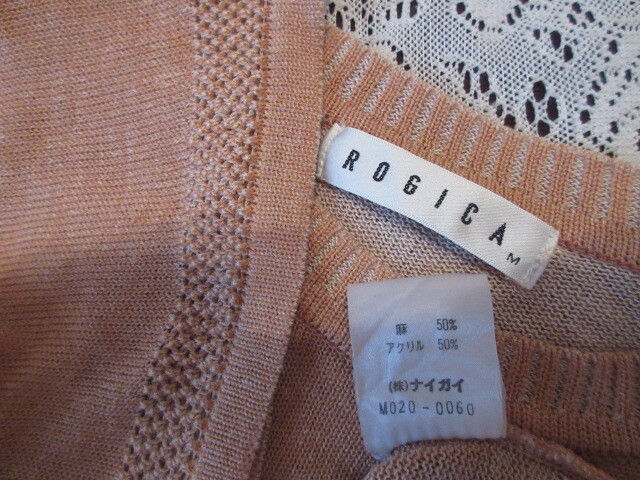 ROGICA
M
麻 50%
アクリル 50%
(株)ナイガイ
M020-0060